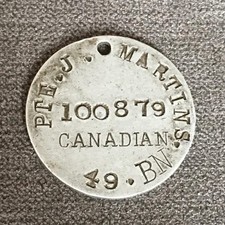 PTE. J. MARTINS.
100879
CANADIAN
49. BN